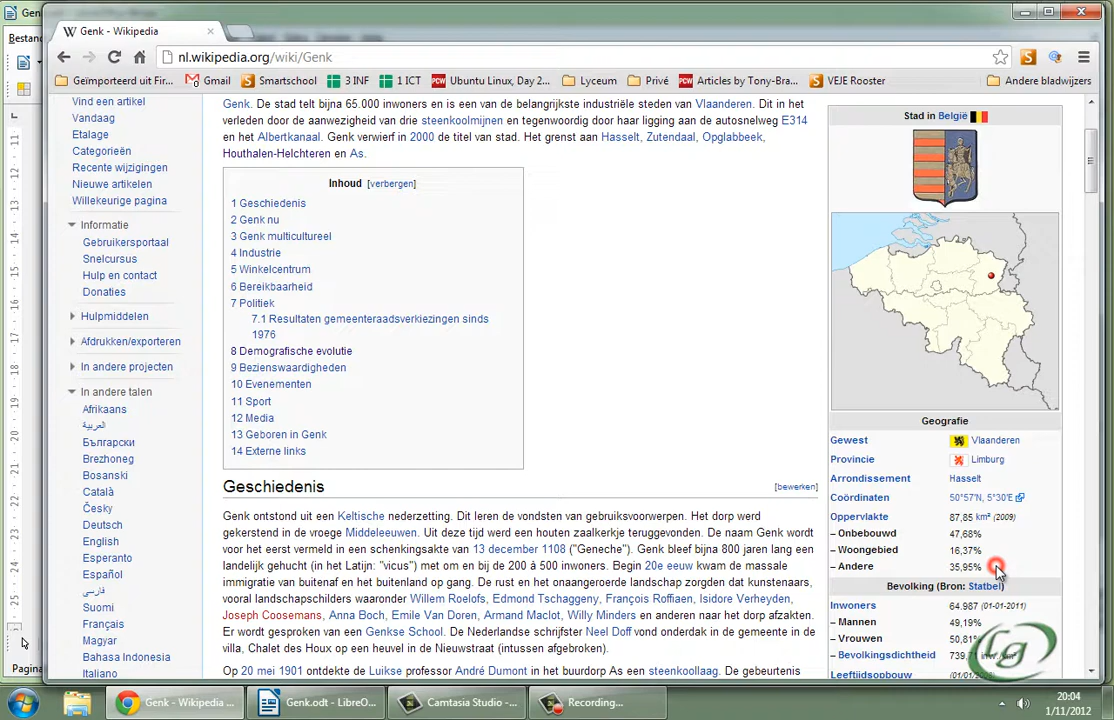 Gen
Bestand
Genk - Wikipedia
nl.wikipedia.org/wiki/Genk
Geïmporteerd uit Fir...
Gmail
Smartschool
3 INF
1 ICT
Ubuntu Linux, Day 2...
Lyceum
Privé
Articles by Tony-Bra...
VEJE Rooster
Andere bladwijzers
Vind een artikel
Vandaag
Etalage
Categorieën
Recente wijzigingen
Nieuwe artikelen
Willekeurige pagina
Informatie
Gebruikersportaal
Snelcursus
Hulp en contact
Donaties
Hulpmiddelen
Afdrukken/exporteren
In andere projecten
In andere talen
Afrikaans
العربية
Български
Brezhoneg
Bosanski
Català
Česky
Deutsch
English
Esperanto
Español
فارسی
Suomi
Français
Magyar
Bahasa Indonesia
Italiano
Genk. De stad telt bijna 65.000 inwoners en is een van de belangrijkste industriële steden van Vlaanderen. Dit in het
verleden door de aanwezigheid van drie steenkoolmijnen en tegenwoordig door haar ligging aan de autosnelweg E314
en het Albertkanaal. Genk verwierf in 2000 de titel van stad. Het grenst aan Hasselt, Zutendaal, Opglabbeek,
Houthalen-Helchteren en As.
Inhoud [verbergen]
1 Geschiedenis
2 Genk nu
3 Genk multicultureel
4 Industrie
5 Winkelcentrum
6 Bereikbaarheid
7 Politiek
7.1 Resultaten gemeenteraadsverkiezingen sinds
1976
8 Demografische evolutie
9 Bezienswaardigheden
10 Evenementen
11 Sport
12 Media
13 Geboren in Genk
14 Externe links
Geschiedenis
[bewerken]
Genk ontstond uit een Keltische nederzetting. Dit leren de vondsten van gebruiksvoorwerpen. Het dorp werd
gekerstend in de vroege Middeleeuwen. Uit deze tijd werd een houten zaalkerkje teruggevonden. De naam Genk wordt
voor het eerst vermeld in een schenkingsakte van 13 december 1108 ("Geneche"). Genk bleef bijna 800 jaren lang een
landelijk gehucht (in het Latijn: "vicus") met om en bij de 200 à 500 inwoners. Begin 20e eeuw kwam de massale
immigratie van buitenaf en het buitenland op gang. De rust en het onaangeroerde landschap zorgden dat kunstenaars,
vooral landschapschilders waaronder Willem Roelofs, Edmond Tschaggeny, François Roffiaen, Isidore Verheyden,
Joseph Coosemans, Anna Boch, Emile Van Doren, Armand Maclot, Willy Minders en anderen naar het dorp afzakten.
Er wordt gesproken van een Genkse School. De Nederlandse schrijfster Neel Doff vond onderdak in de gemeente in de
villa, Chalet des Houx op een heuvel in de Nieuwstraat (intussen afgebroken).
Op 20 mei 1901 ontdekte de Luikse professor André Dumont in het buurdorp As een steenkoollaag. De gebeurtenis
Stad in België
Geografie
Gewest Vlaanderen
Provincie Limburg
Arrondissement Hasselt
Coördinaten 50°57'N, 5°30'E
Oppervlakte 87,85 km² (2009)
– Onbebouwd 47,68%
– Woongebied 16,37%
– Andere 35,95%
Bevolking (Bron: Statbel)
Inwoners 64.987 (01-01-2011)
– Mannen 49,19%
– Vrouwen 50,81%
– Bevolkingsdichtheid 739,71 inw./km²
Leeftijdsopbouw
Pagina
Genk - Wikipedia ...
Genk.odt - LibreO...
Camtasia Studio -...
Recording...
20:04
1/11/2012